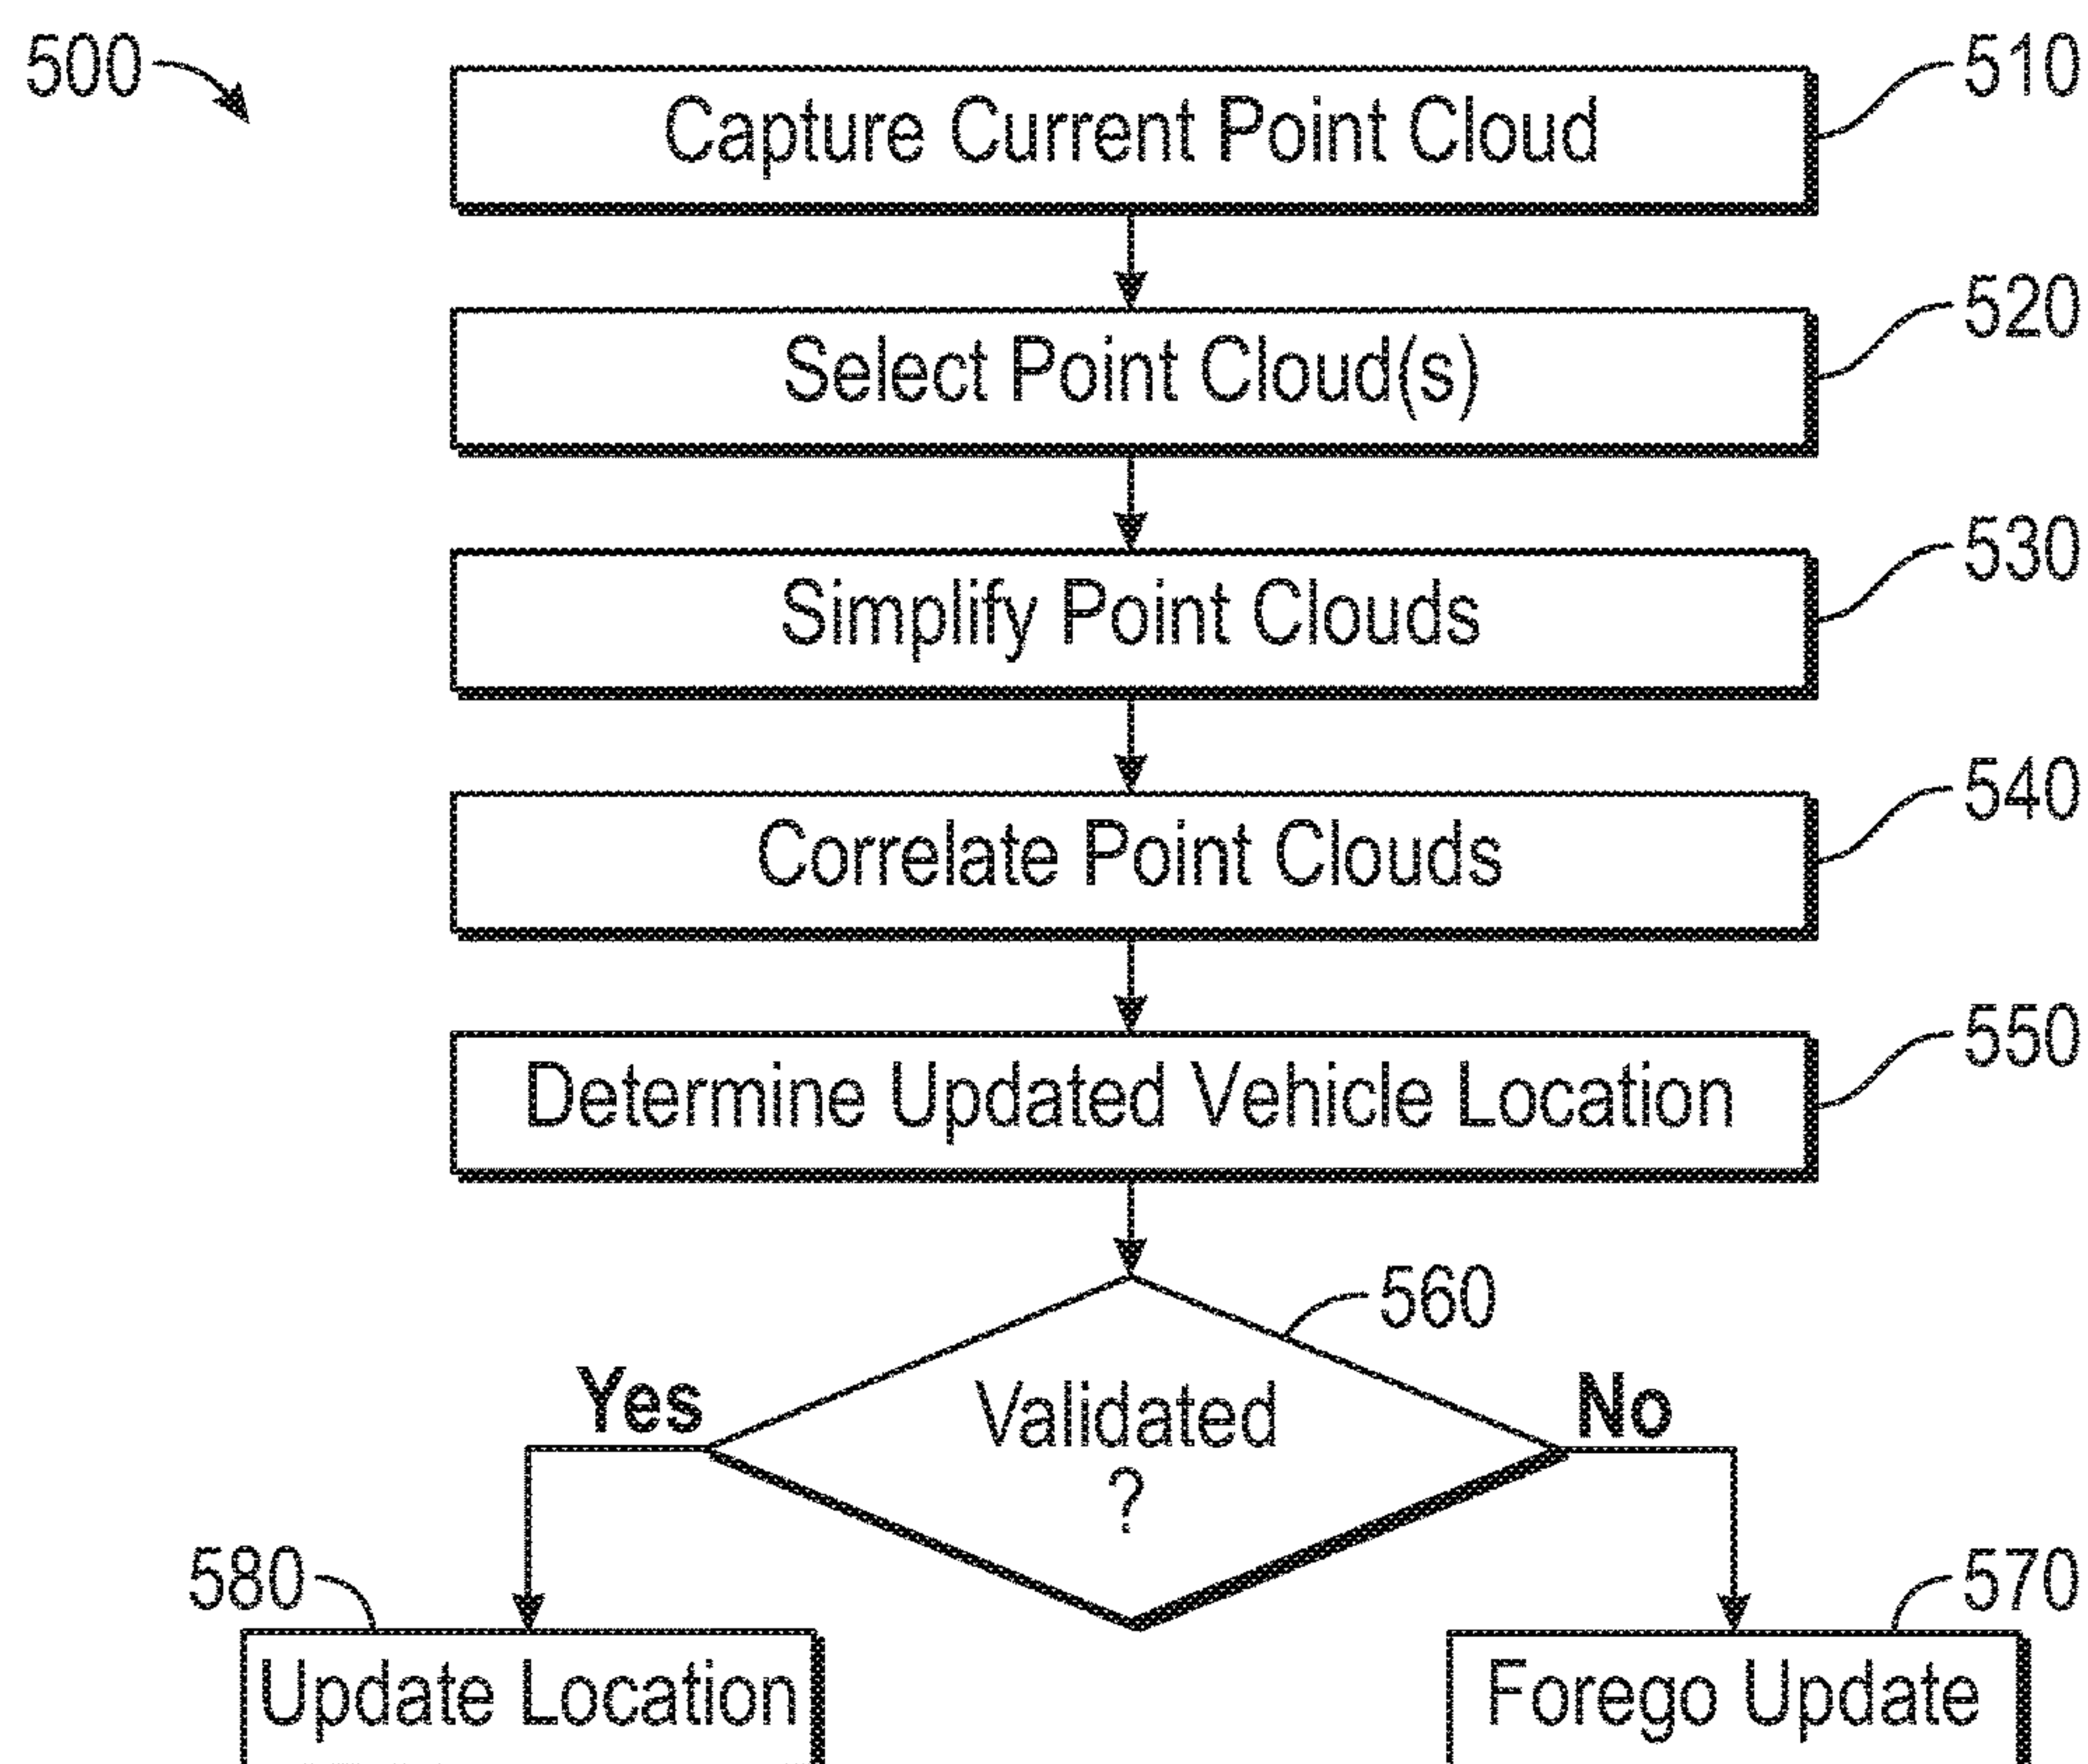 500
Capture Current Point Cloud
510
Select Point Cloud(s)
520
Simplify Point Clouds
530
Correlate Point Clouds
540
Determine Updated Vehicle Location
550
560
Yes
Validated
?
No
580
570
Update Location
Forego Update